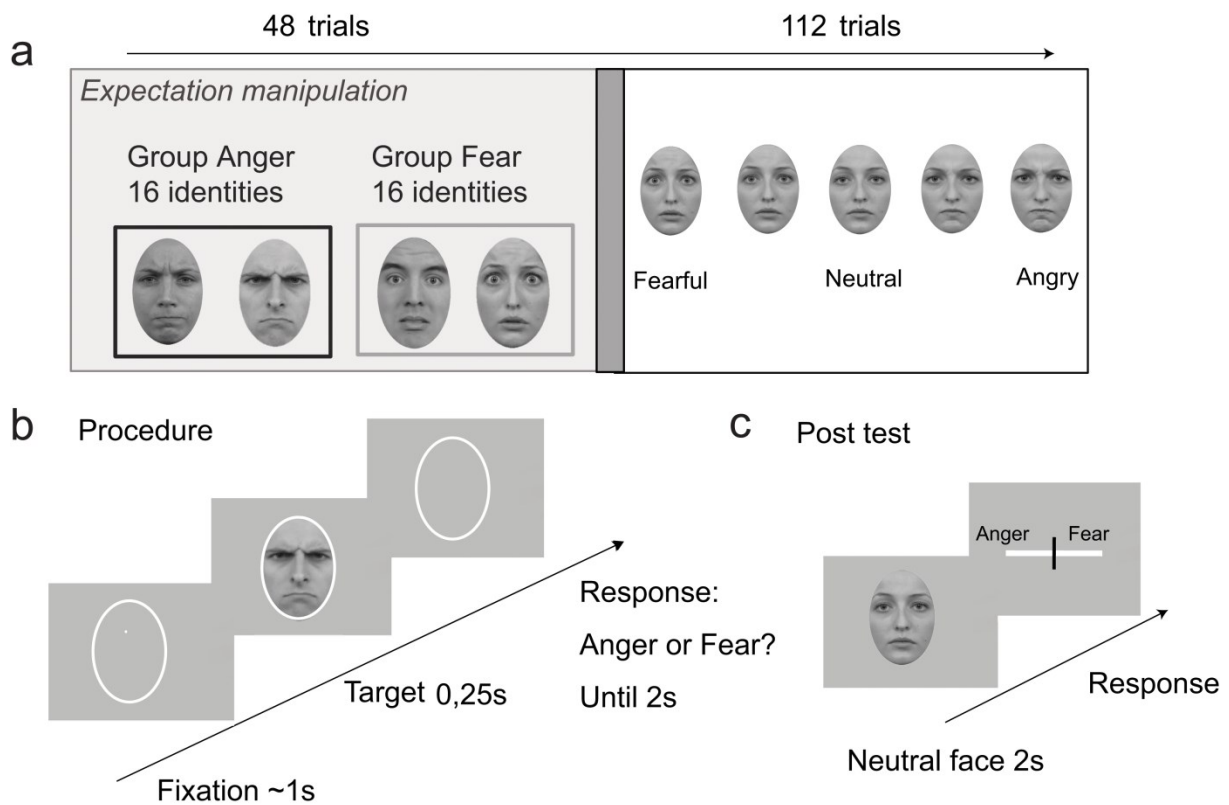 48 trials
112 trials
a
Expectation manipulation
Group Anger
16 identities
Group Fear
16 identities
Fearful
Neutral
Angry
b
Procedure
Fixation ~1s
Target 0,25s
Response:
Anger or Fear?
Until 2s
c
Post test
Anger
Fear
Neutral face 2s
Response